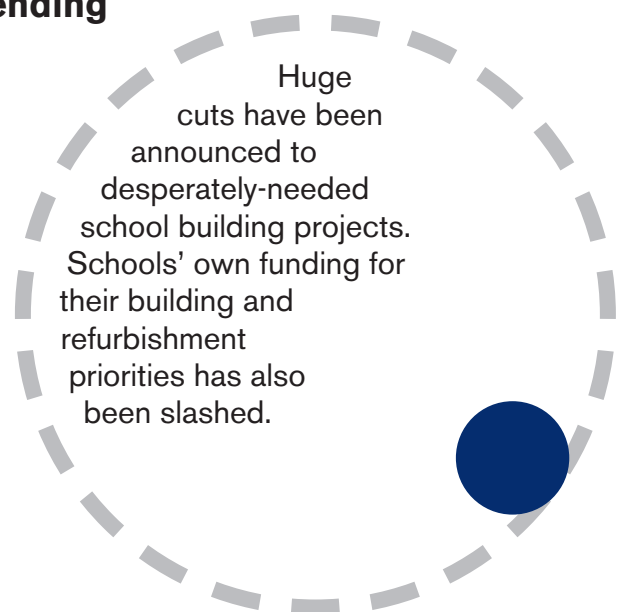 ending
Huge
cuts have been
announced to
desperately-needed
school building projects.
Schools’ own funding for
their building and
refurbishment
priorities has also
been slashed.